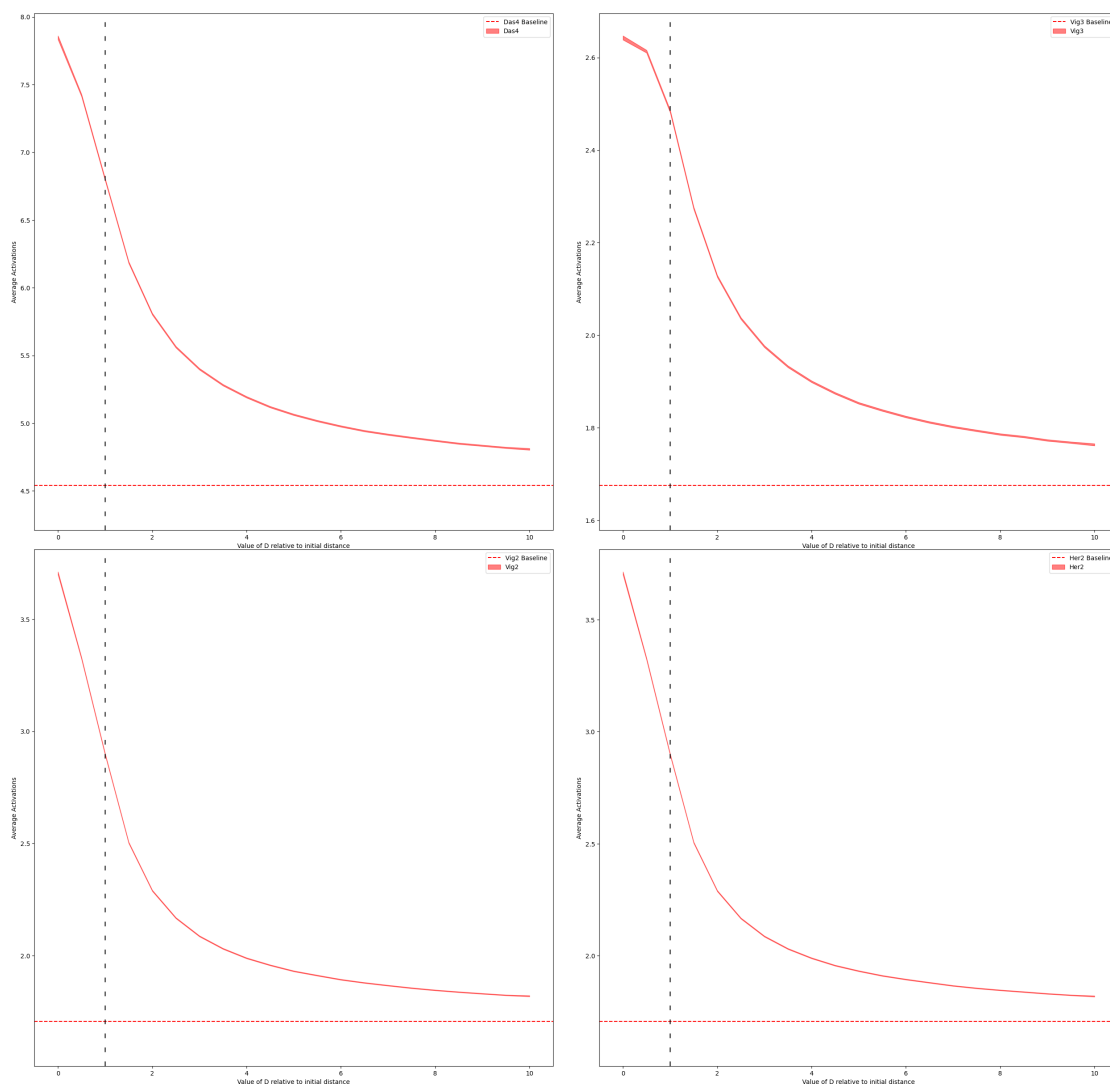 Das4 Baseline
Das4
8.0
7.5
7.0
6.5
6.0
5.5
5.0
4.5
Average Activations
0 2 4 6 8 10
Value of D relative to initial distance
Vig3 Baseline
Vig3
2.6
2.4
2.2
2.0
1.8
1.6
Average Activations
0 2 4 6 8 10
Value of D relative to initial distance
Vig2 Baseline
Vig2
3.5
3.0
2.5
2.0
Average Activations
0 2 4 6 8 10
Value of D relative to initial distance
Her2 Baseline
Her2
3.5
3.0
2.5
2.0
Average Activations
0 2 4 6 8 10
Value of D relative to initial distance